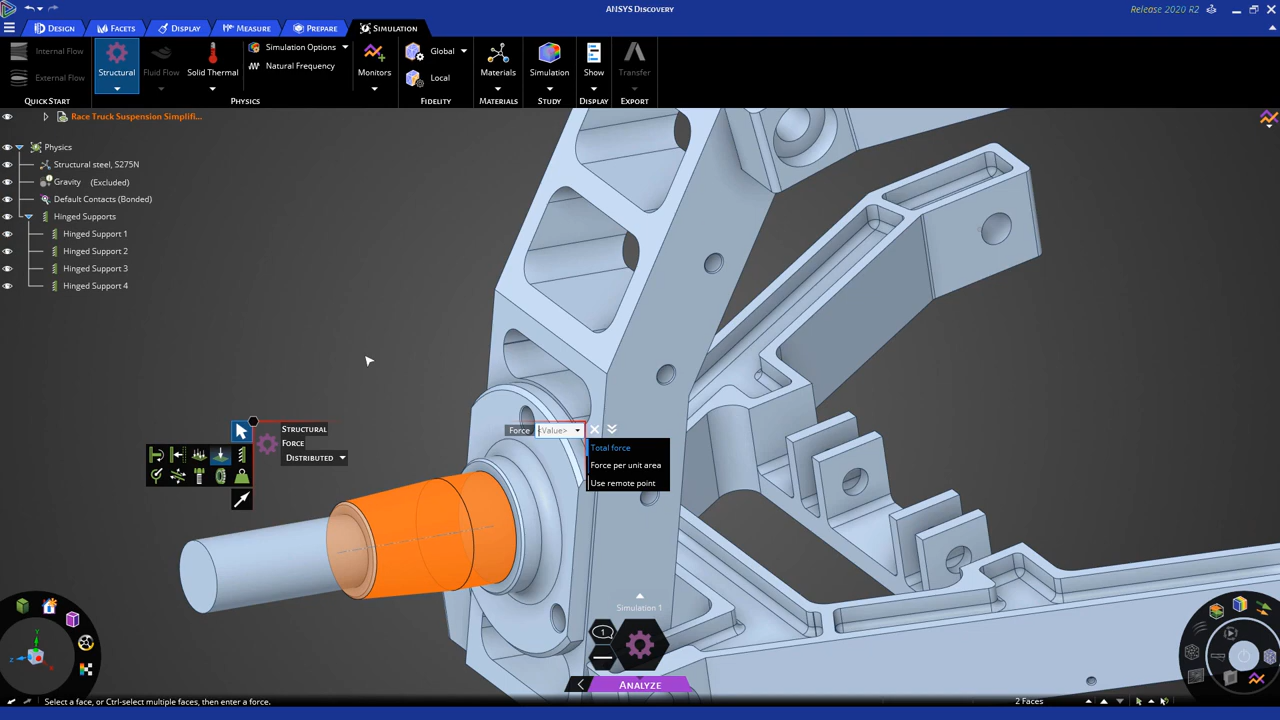 ANSYS Discovery
Release 2020 R2
Design
Facets
Display
Measure
Prepare
Simulation
Internal Flow
External Flow
Quick Start
Structural
Fluid Flow
Solid Thermal
Simulation Options
Natural Frequency
Physics
Monitors
Global
Local
Fidelity
Materials
Materials
Simulation
Study
Show
Display
Transfer
Export
Race Truck Suspension Simplifi...
Physics
Structural steel, S275N
Gravity (Excluded)
Default Contacts (Bonded)
Hinged Supports
Hinged Support 1
Hinged Support 2
Hinged Support 3
Hinged Support 4
Structural
Force
Distributed
Force <Value>
Total force
Force per unit area
Use remote point
Simulation 1
1
Analyze
Select a face, or Ctrl-select multiple faces, then enter a force.
2 Faces